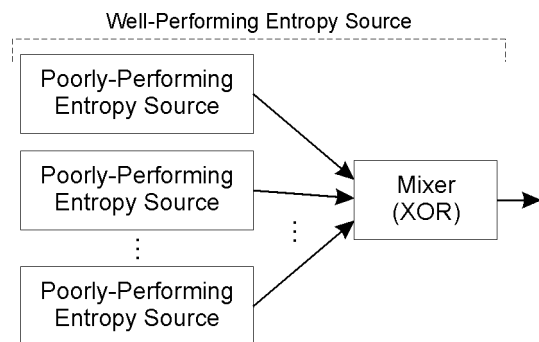 Well-Performing Entropy Source
Poorly-Performing
Entropy Source
Poorly-Performing
Entropy Source
Poorly-Performing
Entropy Source
Mixer
(XOR)